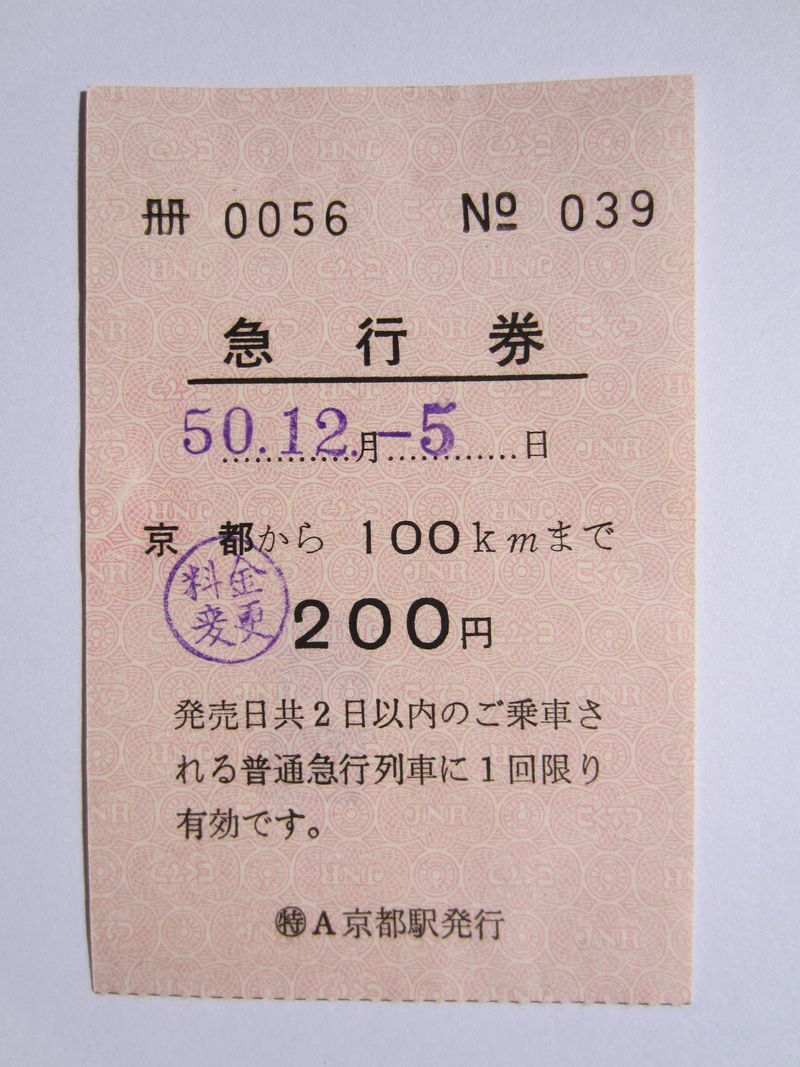 冊 0056 No 039
急行券
50.12.月-5日
京都から 100kmまで
料金変更
200円
発売日共2日以内のご乗車さ
れる普通急行列車に1回限り
有効です。
㊕A京都駅発行